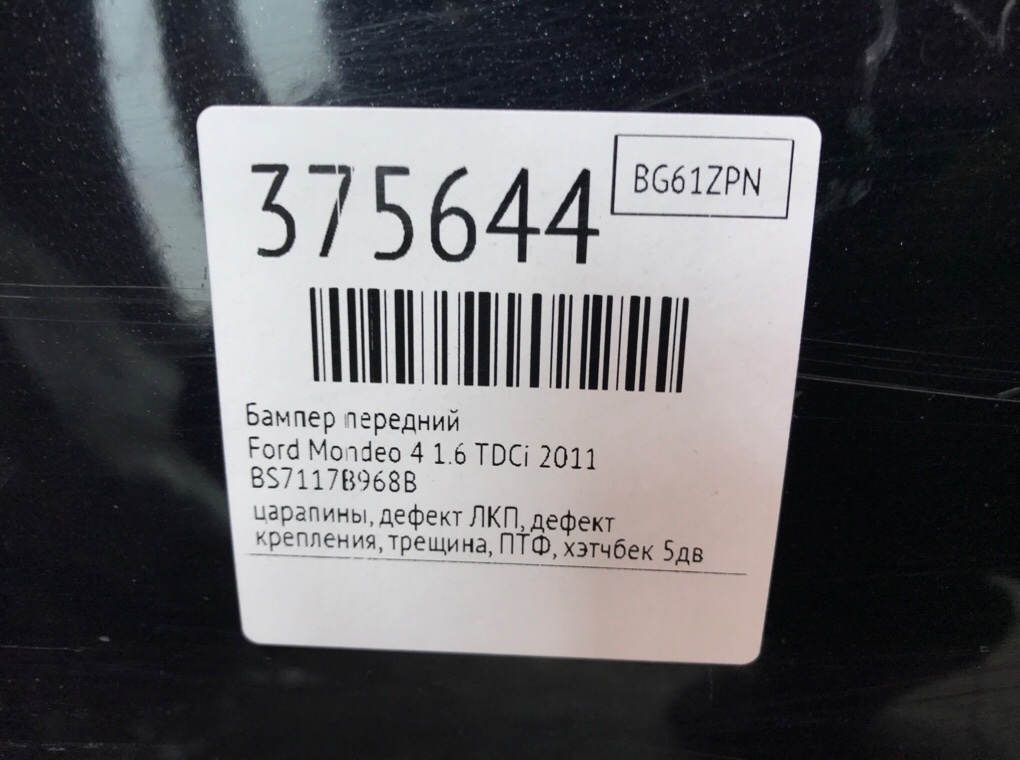 375644
BG61ZPN
Бампер передний
Ford Mondeo 4 1.6 TDCi 2011
BS7117B968B
царапины, дефект ЛКП, дефект
крепления, трещина, ПТФ, хэтчбек 5дв